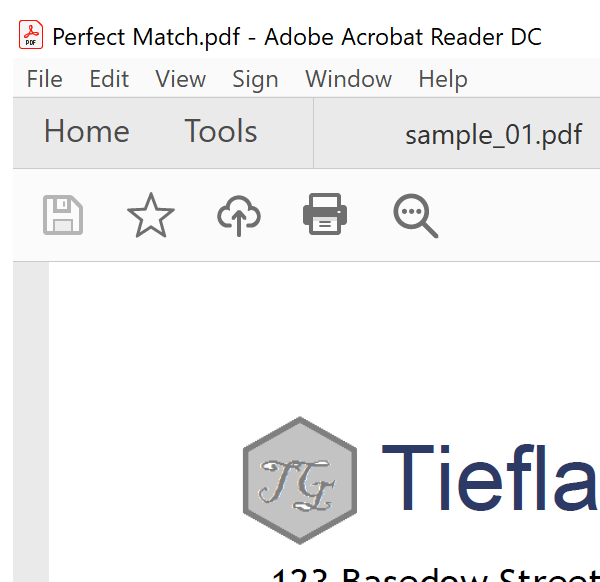 Perfect Match.pdf - Adobe Acrobat Reader DC
File Edit View Sign Window Help
Home Tools sample_01.pdf
TG Tiefla
123 Basedow Street